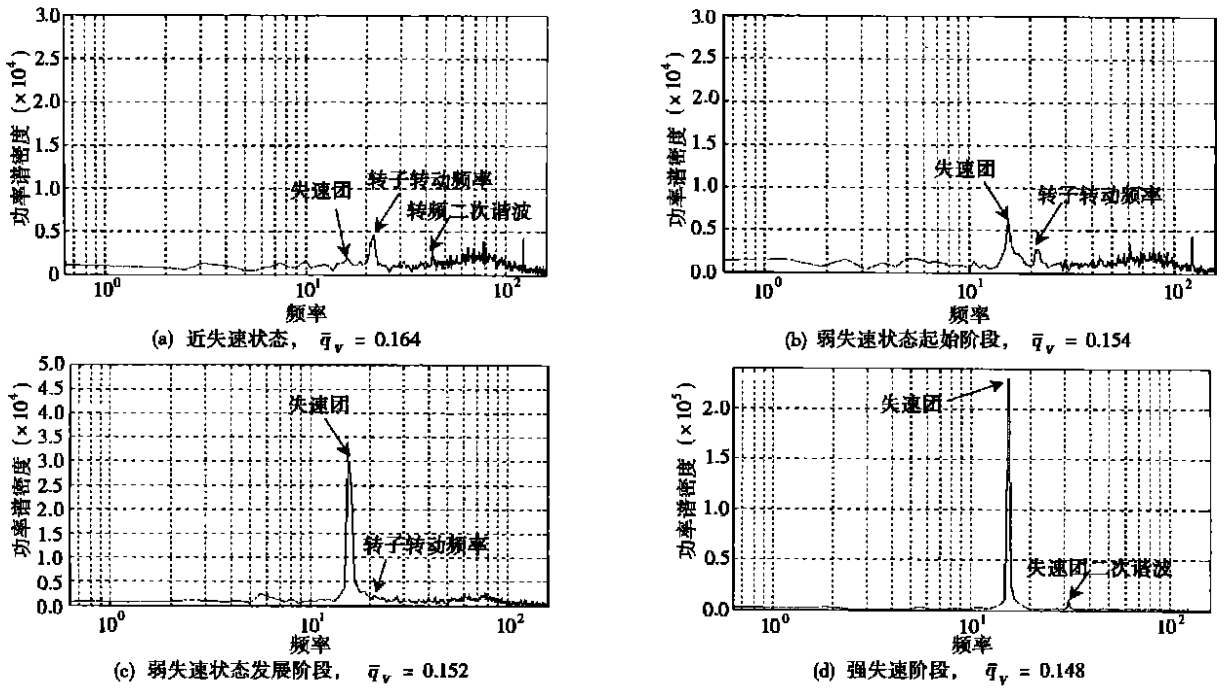 功率谱密度 (×10⁴)
3.0
2.5
2.0
1.5
1.0
0.5
0
失速团
转子转动频率
转频二次谐波
10⁰
10¹
10²
频率
(a) 近失速状态, q̄ᵥ = 0.164
功率谱密度 (×10⁴)
3.0
2.5
2.0
1.5
1.0
0.5
0.0
失速团
转子转动频率
10⁰
10¹
10²
频率
(b) 弱失速状态起始阶段, q̄ᵥ = 0.154
功率谱密度 (×10⁴)
5.0
4.5
4.0
3.5
3.0
2.5
2.0
1.5
1.0
0.5
0.0
失速团
转子转动频率
10⁰
10¹
10²
频率
(c) 弱失速状态发展阶段, q̄ᵥ = 0.152
功率谱密度 (×10⁵)
2.0
1.5
1.0
0.5
0.0
失速团
失速团二次谐波
10⁰
10¹
10²
频率
(d) 强失速阶段, q̄ᵥ = 0.148